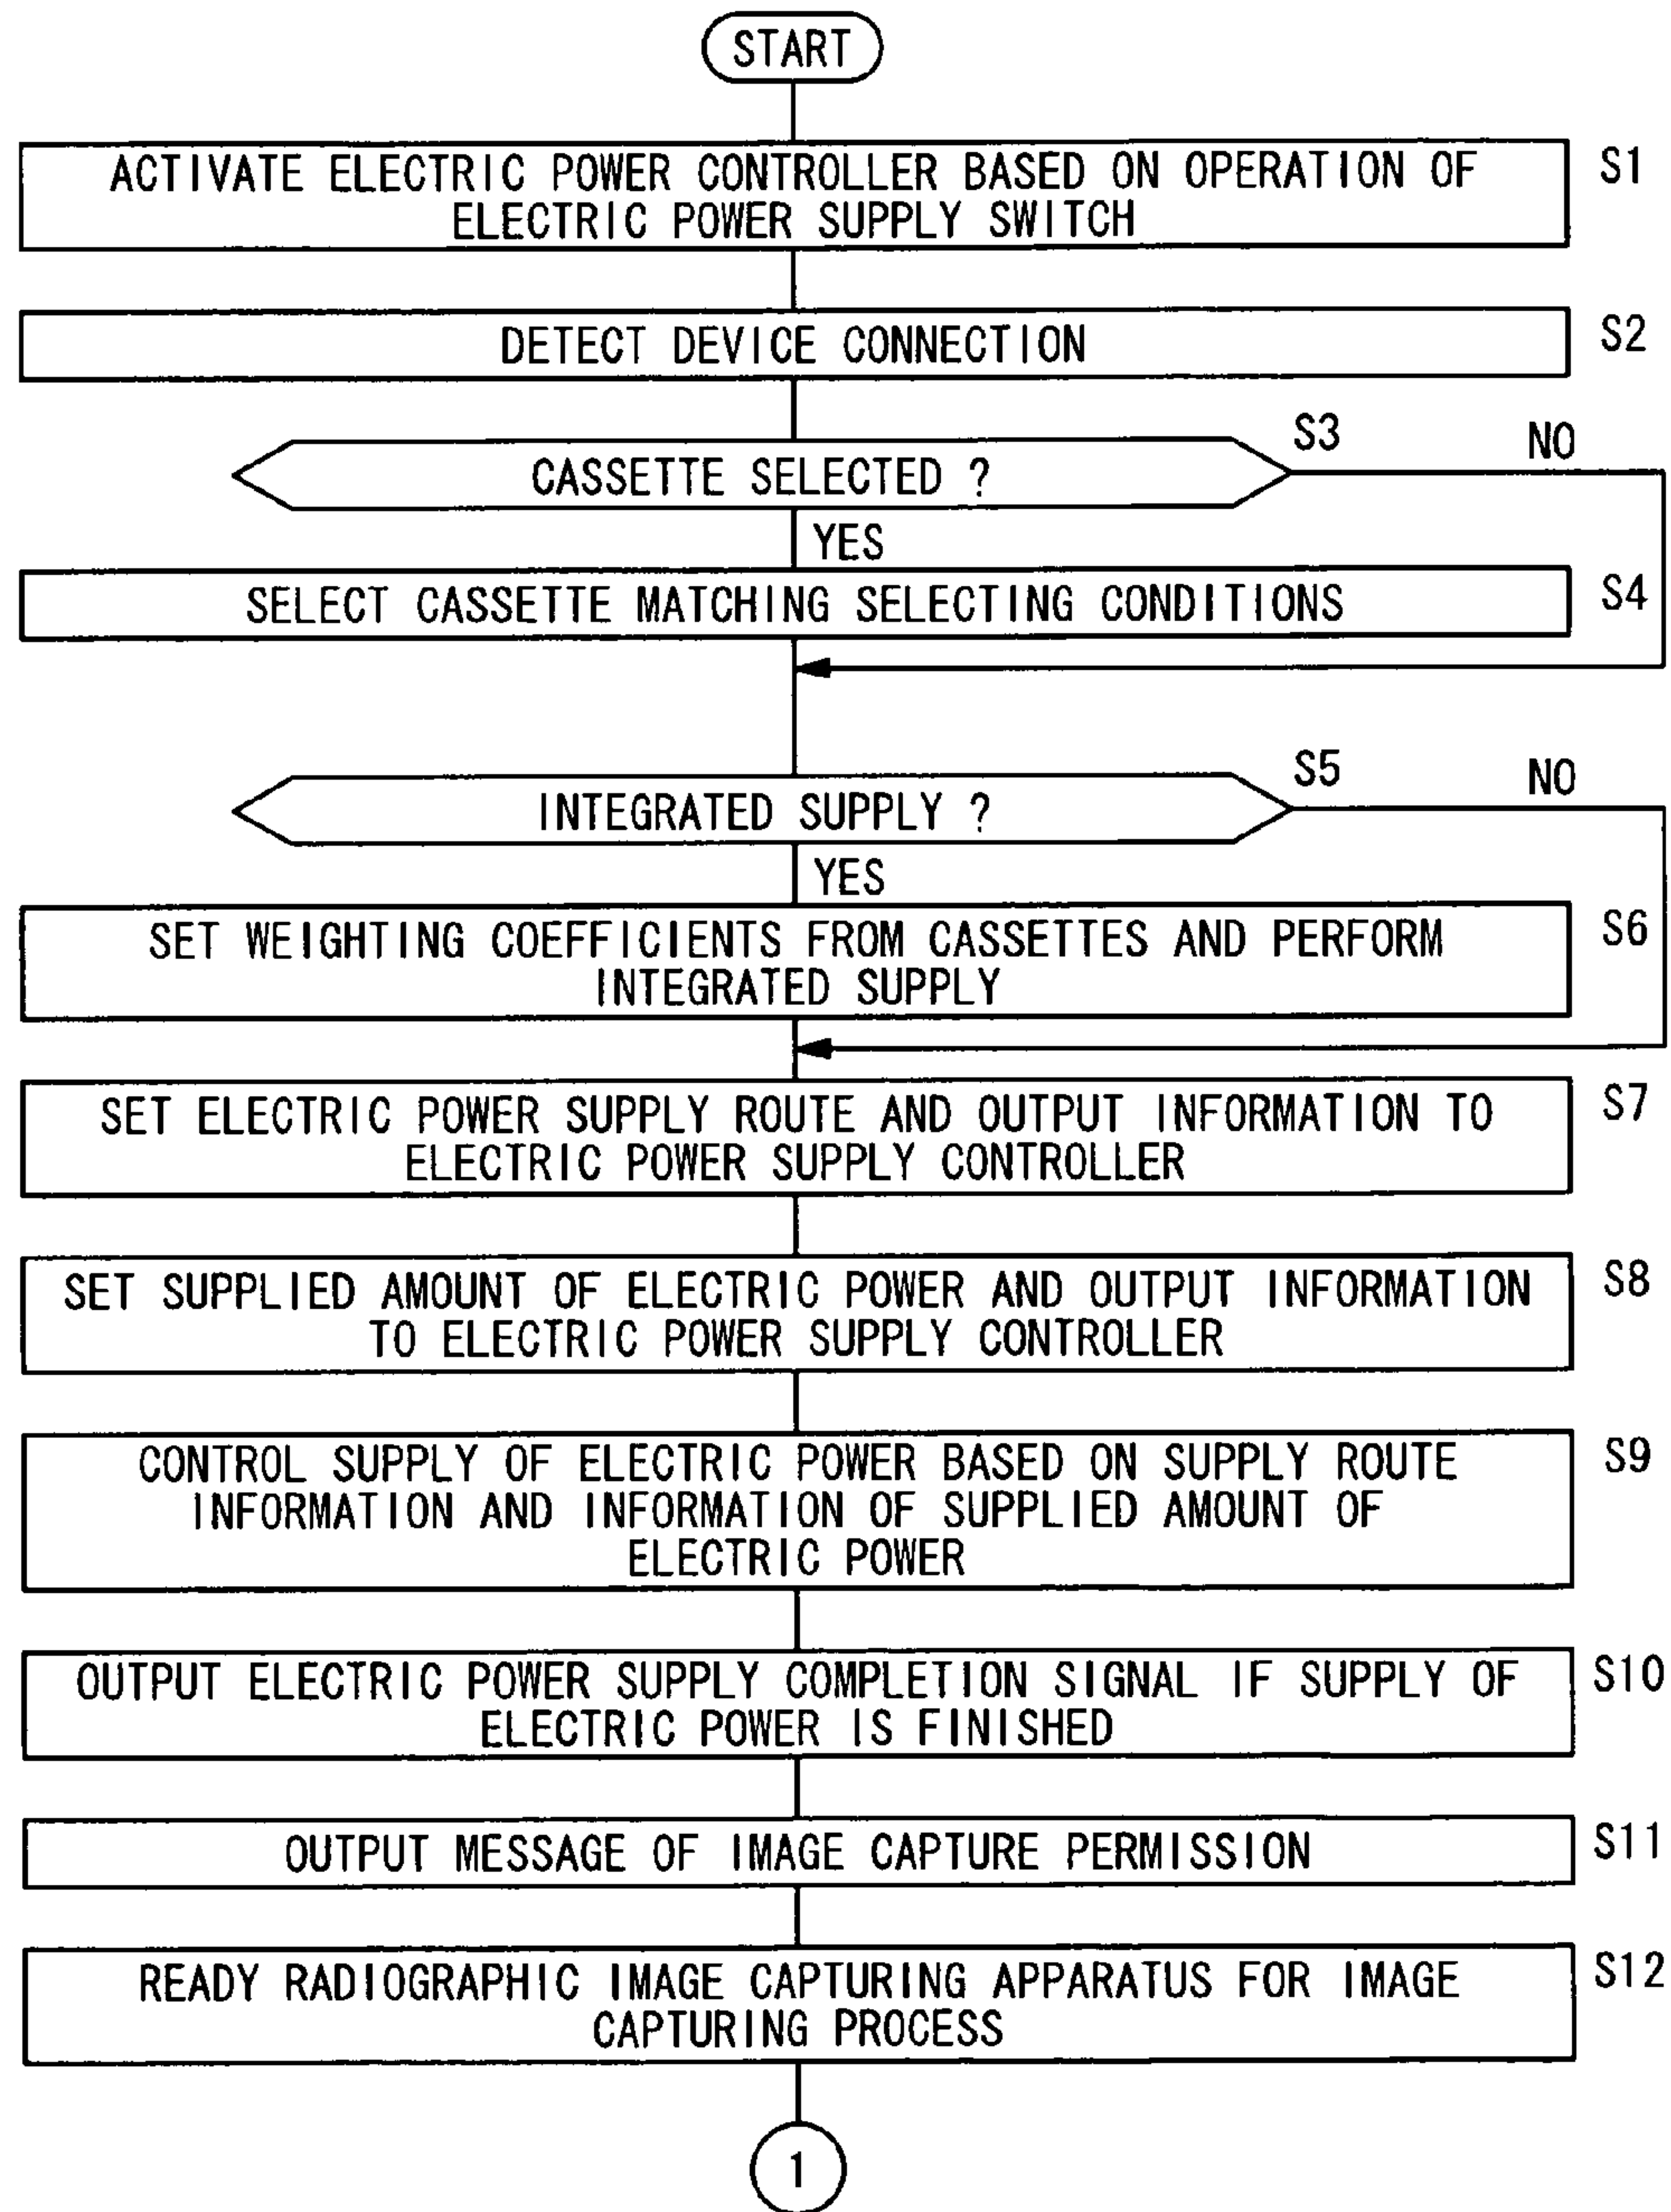 START
ACTIVATE ELECTRIC POWER CONTROLLER BASED ON OPERATION OF
ELECTRIC POWER SUPPLY SWITCH
S1
DETECT DEVICE CONNECTION
S2
CASSETTE SELECTED ?
S3
NO
YES
SELECT CASSETTE MATCHING SELECTING CONDITIONS
S4
INTEGRATED SUPPLY ?
S5
NO
YES
SET WEIGHTING COEFFICIENTS FROM CASSETTES AND PERFORM
INTEGRATED SUPPLY
S6
SET ELECTRIC POWER SUPPLY ROUTE AND OUTPUT INFORMATION TO
ELECTRIC POWER SUPPLY CONTROLLER
S7
SET SUPPLIED AMOUNT OF ELECTRIC POWER AND OUTPUT INFORMATION
TO ELECTRIC POWER SUPPLY CONTROLLER
S8
CONTROL SUPPLY OF ELECTRIC POWER BASED ON SUPPLY ROUTE
INFORMATION AND INFORMATION OF SUPPLIED AMOUNT OF
ELECTRIC POWER
S9
OUTPUT ELECTRIC POWER SUPPLY COMPLETION SIGNAL IF SUPPLY OF
ELECTRIC POWER IS FINISHED
S10
OUTPUT MESSAGE OF IMAGE CAPTURE PERMISSION
S11
READY RADIOGRAPHIC IMAGE CAPTURING APPARATUS FOR IMAGE
CAPTURING PROCESS
S12
1